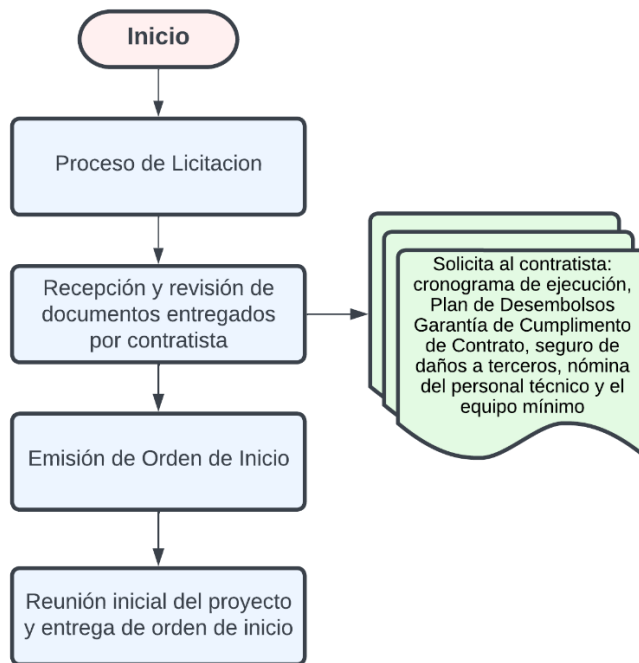 Inicio
Proceso de Licitacion
Recepción y revisión de
documentos entregados
por contratista
Solicita al contratista:
cronograma de ejecución,
Plan de Desembolsos
Garantía de Cumplimento
de Contrato, seguro de
daños a terceros, nómina
del personal técnico y el
equipo mínimo
Emisión de Orden de Inicio
Reunión inicial del proyecto
y entrega de orden de inicio